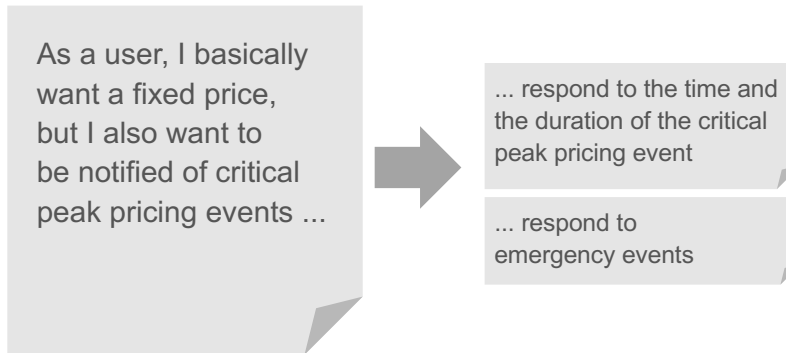 As a user, I basically
want a fixed price,
but I also want to
be notified of critical
peak pricing events ...
... respond to the time and
the duration of the critical
peak pricing event
... respond to
emergency events